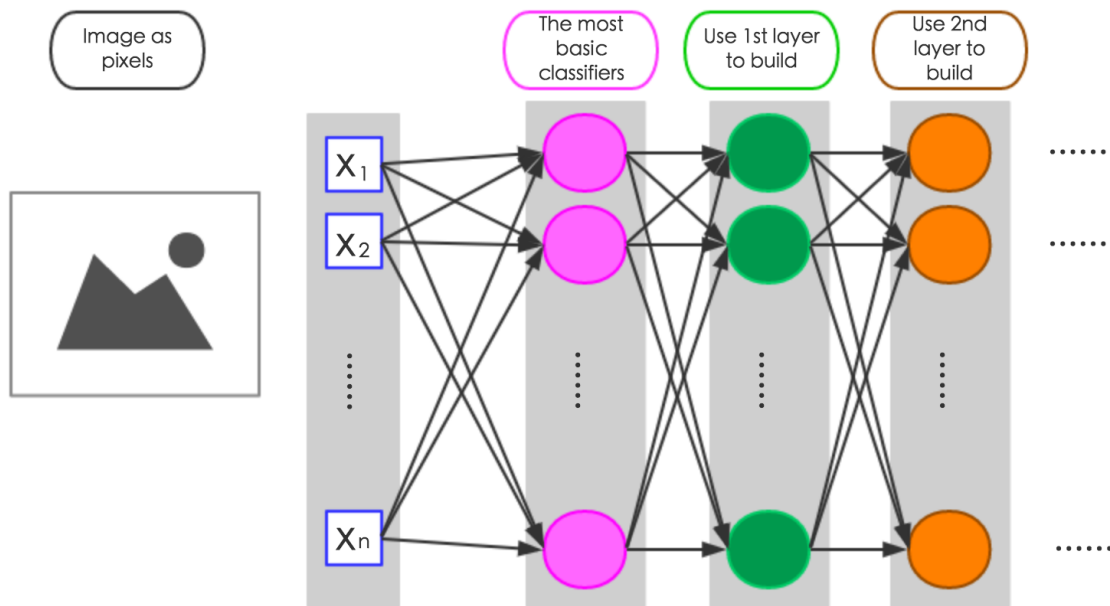 Image as
pixels
The most
basic
classifiers
Use 1st layer
to build
Use 2nd
layer to
build
X1
X2
Xn
......
......
......
......
......
......
......